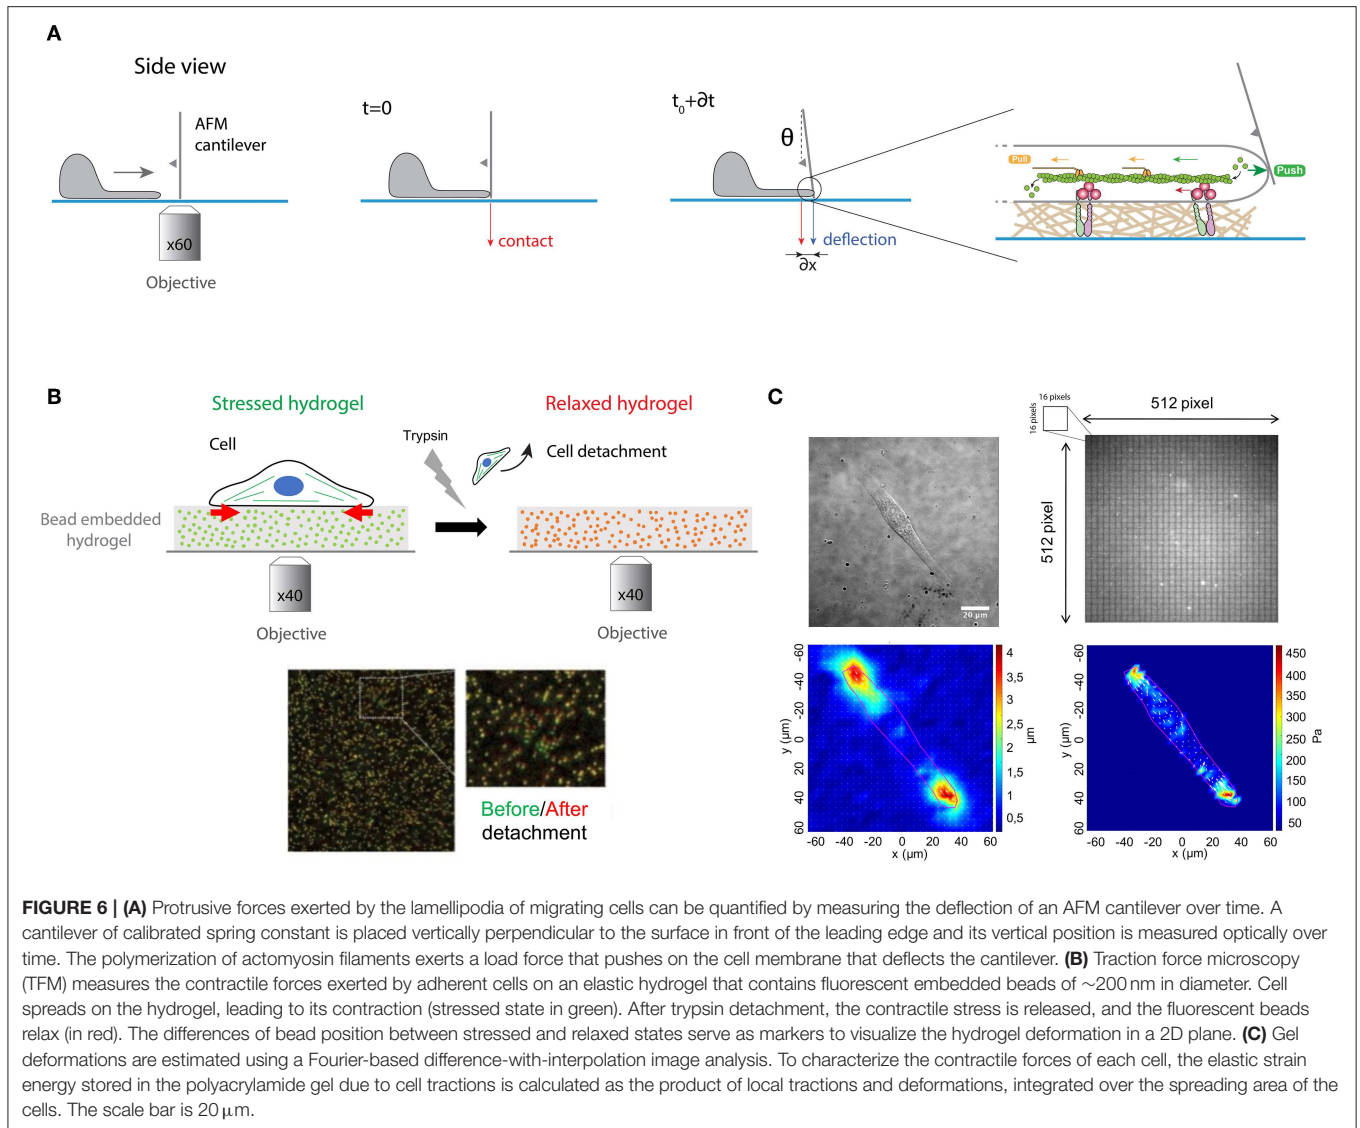 (A)
Side view
AFM
cantilever
x60
Objective
t=0
contact
t₀+∂t
θ
deflection
∂x
Pull
Push
B
Stressed hydrogel
Cell
Bead embedded
hydrogel
x40
Objective
Trypsin
Relaxed hydrogel
Cell detachment
x40
Objective
Before/After
detachment
C
20 µm
16 pixels
16 pixels
512 pixel
512 pixel
-60
-40
-20
0
20
40
60
y (µm)
-60 -40 -20 0 20 40 60
x (µm)
4
3,5
3
2,5
2
1,5
1
0,5
µm
-60
-40
-20
0
20
40
60
y (µm)
-60 -40 -20 0 20 40 60
x (µm)
450
400
350
300
250
200
150
100
50
Pa
FIGURE 6 | (A) Protrusive forces exerted by the lamellipodia of migrating cells can be quantified by measuring the deflection of an AFM cantilever over time. A
cantilever of calibrated spring constant is placed vertically perpendicular to the surface in front of the leading edge and its vertical position is measured optically over
time. The polymerization of actomyosin filaments exerts a load force that pushes on the cell membrane that deflects the cantilever. (B) Traction force microscopy
(TFM) measures the contractile forces exerted by adherent cells on an elastic hydrogel that contains fluorescent embedded beads of ∼200 nm in diameter. Cell
spreads on the hydrogel, leading to its contraction (stressed state in green). After trypsin detachment, the contractile stress is released, and the fluorescent beads
relax (in red). The differences of bead position between stressed and relaxed states serve as markers to visualize the hydrogel deformation in a 2D plane. (C) Gel
deformations are estimated using a Fourier-based difference-with-interpolation image analysis. To characterize the contractile forces of each cell, the elastic strain
energy stored in the polyacrylamide gel due to cell tractions is calculated as the product of local tractions and deformations, integrated over the spreading area of the
cells. The scale bar is 20 µm.